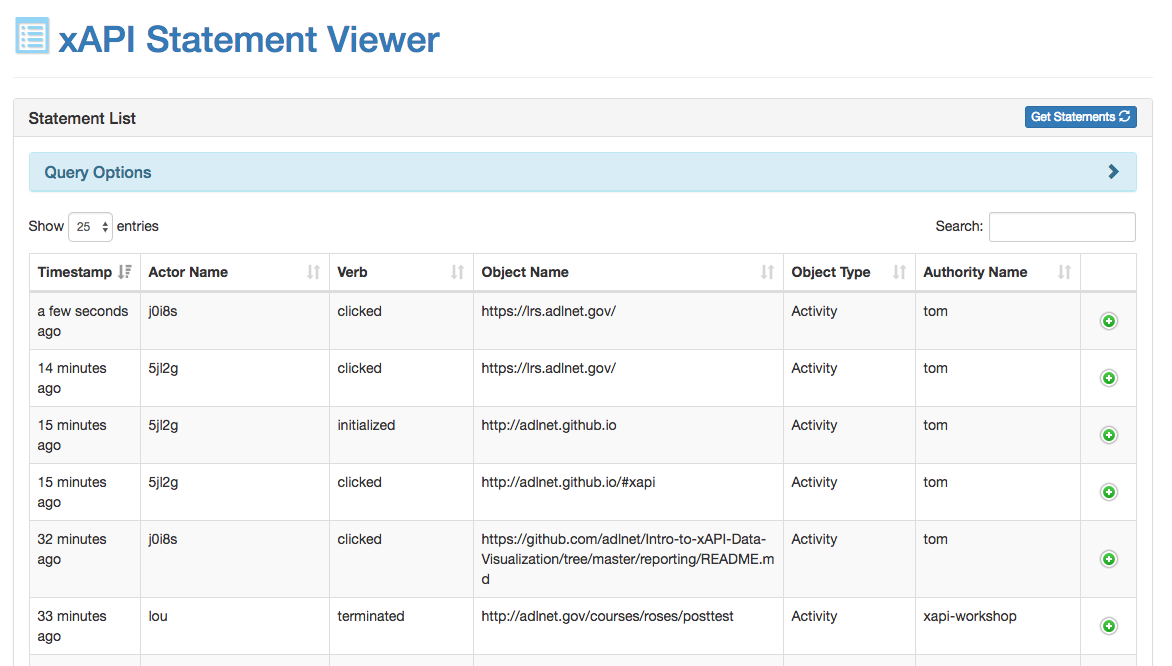 xAPI Statement Viewer
Statement List
Get Statements
Query Options
Show 25 entries
Search:
Timestamp Actor Name Verb Object Name Object Type Authority Name
a few seconds ago j0i8s clicked https://lrs.adlnet.gov/ Activity tom
14 minutes ago 5jl2g clicked https://lrs.adlnet.gov/ Activity tom
15 minutes ago 5jl2g initialized http://adlnet.github.io Activity tom
15 minutes ago 5jl2g clicked http://adlnet.github.io/#xapi Activity tom
32 minutes ago j0i8s clicked https://github.com/adlnet/Intro-to-xAPI-Data-Visualization/tree/master/reporting/README.md Activity tom
33 minutes ago lou terminated http://adlnet.gov/courses/roses/posttest Activity xapi-workshop